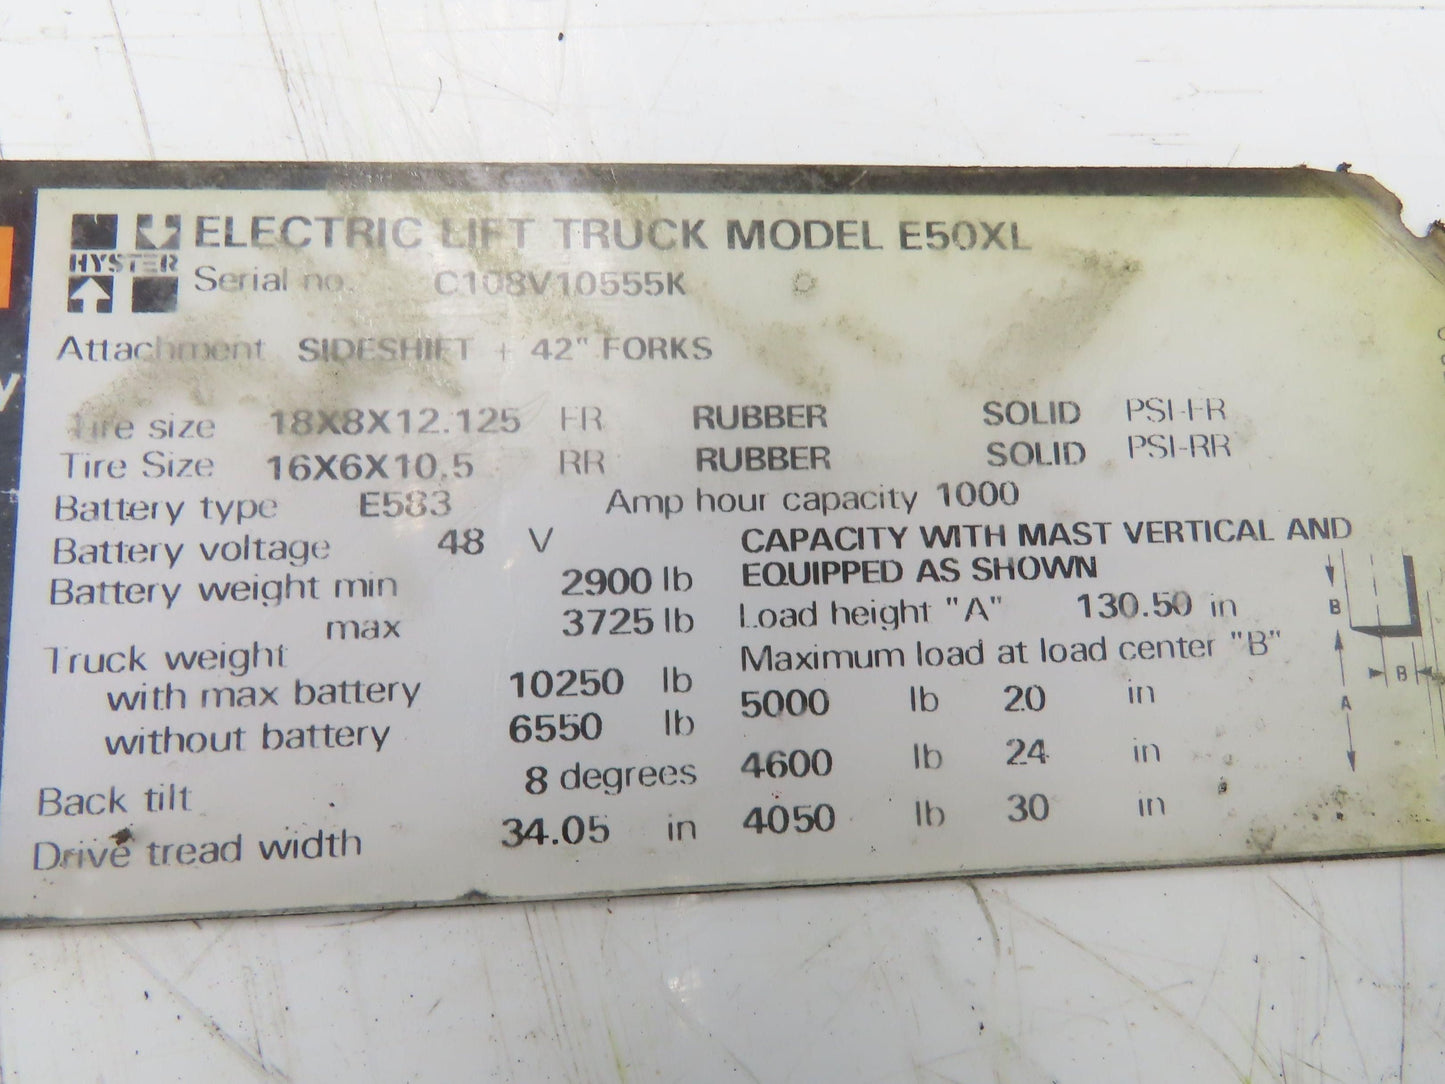 ELECTRIC LIFT TRUCK MODEL E50XL
HYSTER
Serial no. C108V10555K
Attachment SIDESHIFT + 42" FORKS
Tire size 18X8X12.125 FR RUBBER SOLID PSI-FR
Tire Size 16X6X10.5 RR RUBBER SOLID PSI-RR
Battery type E583 Amp hour capacity 1000
Battery voltage 48 V
Battery weight min 2900 lb
max 3725 lb
Truck weight
with max battery 10250 lb
without battery 6550 lb
Back tilt 8 degrees
Drive tread width 34.05 in
CAPACITY WITH MAST VERTICAL AND
EQUIPPED AS SHOWN
Load height "A" 130.50 in
Maximum load at load center "B"
5000 lb 20 in
4600 lb 24 in
4050 lb 30 in
B
B
A